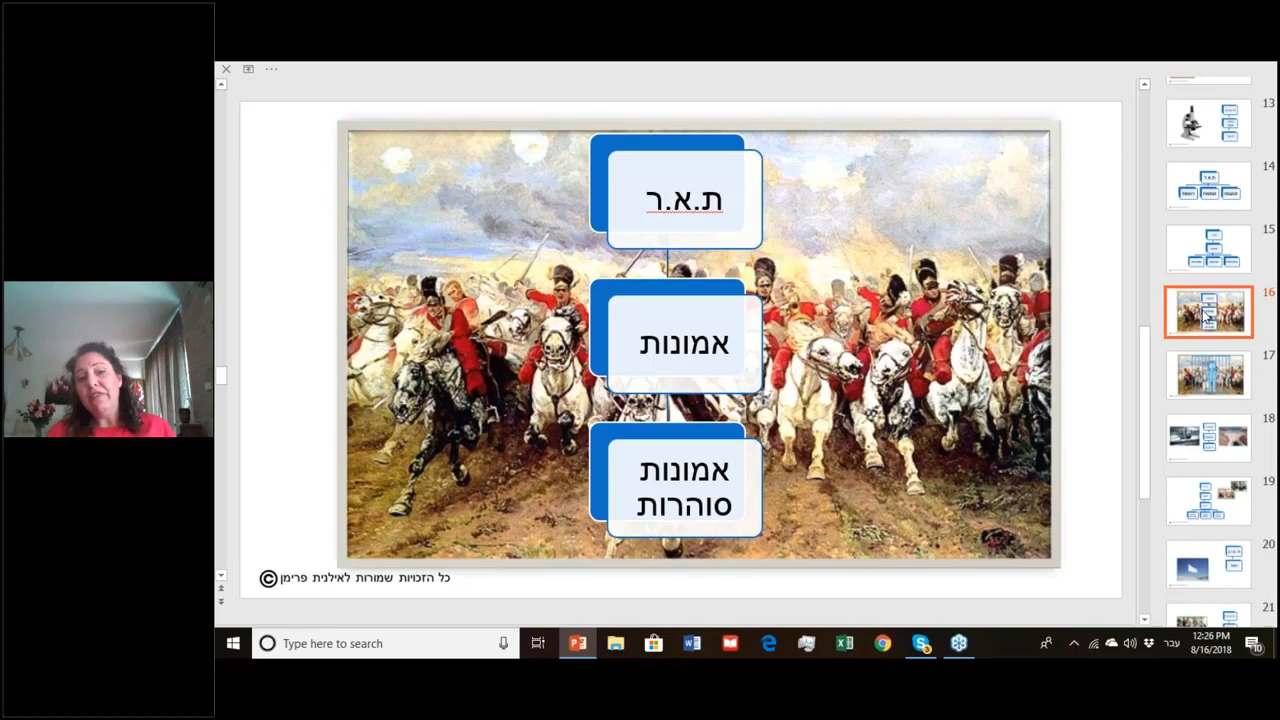 ת.א.ר
אמונות
אמונות
סוהרות
כל הזכויות שמורות לאילנית פרימן ©
13
14
15
16
17
18
19
20
21
Type here to search
עבר
12:26 PM
8/16/2018
10